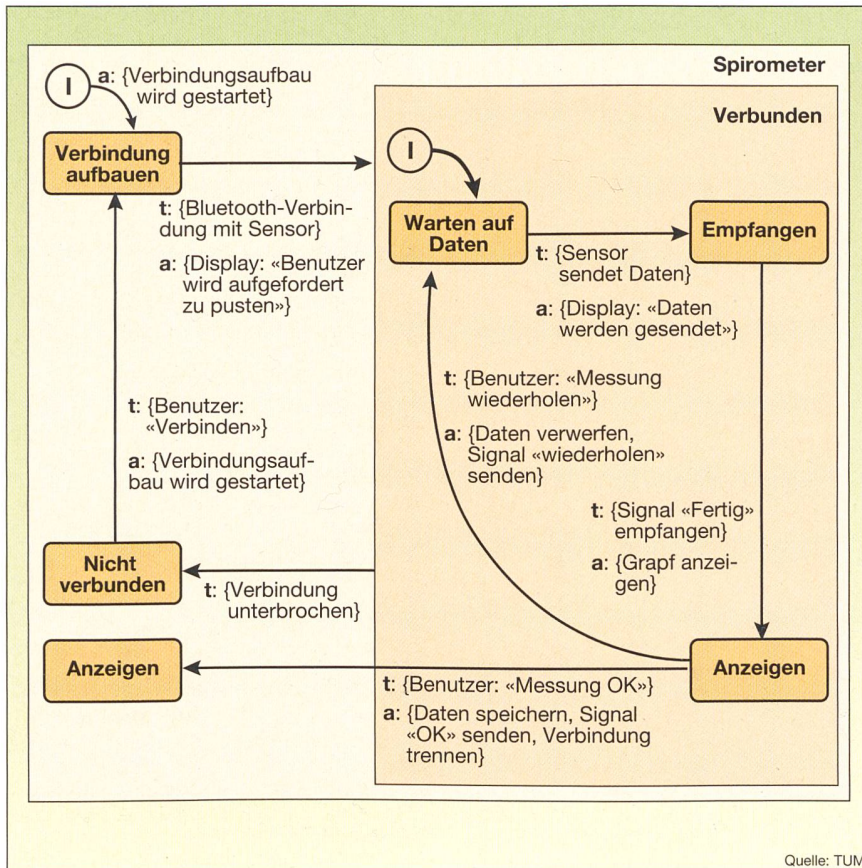 Spirometer
I
a: {Verbindungsaufbau
wird gestartet}
Verbindung
aufbauen
t: {Bluetooth-Verbin-
dung mit Sensor}
a: {Display: «Benutzer
wird aufgefordert
zu pusten»}
Verbunden
I
Warten auf
Daten
t: {Sensor
sendet Daten}
a: {Display: «Daten
werden gesendet»}
Empfangen
t: {Benutzer: «Messung
wiederholen»}
a: {Daten verwerfen,
Signal «wiederholen»
senden}
t: {Benutzer:
«Verbinden»}
a: {Verbindungsauf-
bau wird gestartet}
t: {Signal «Fertig»
empfangen}
a: {Grapf anzei-
gen}
Nicht
verbunden
t: {Verbindung
unterbrochen}
Anzeigen
Anzeigen
t: {Benutzer: «Messung OK»}
a: {Daten speichern, Signal
«OK» senden, Verbindung
trennen}
Quelle: TUM